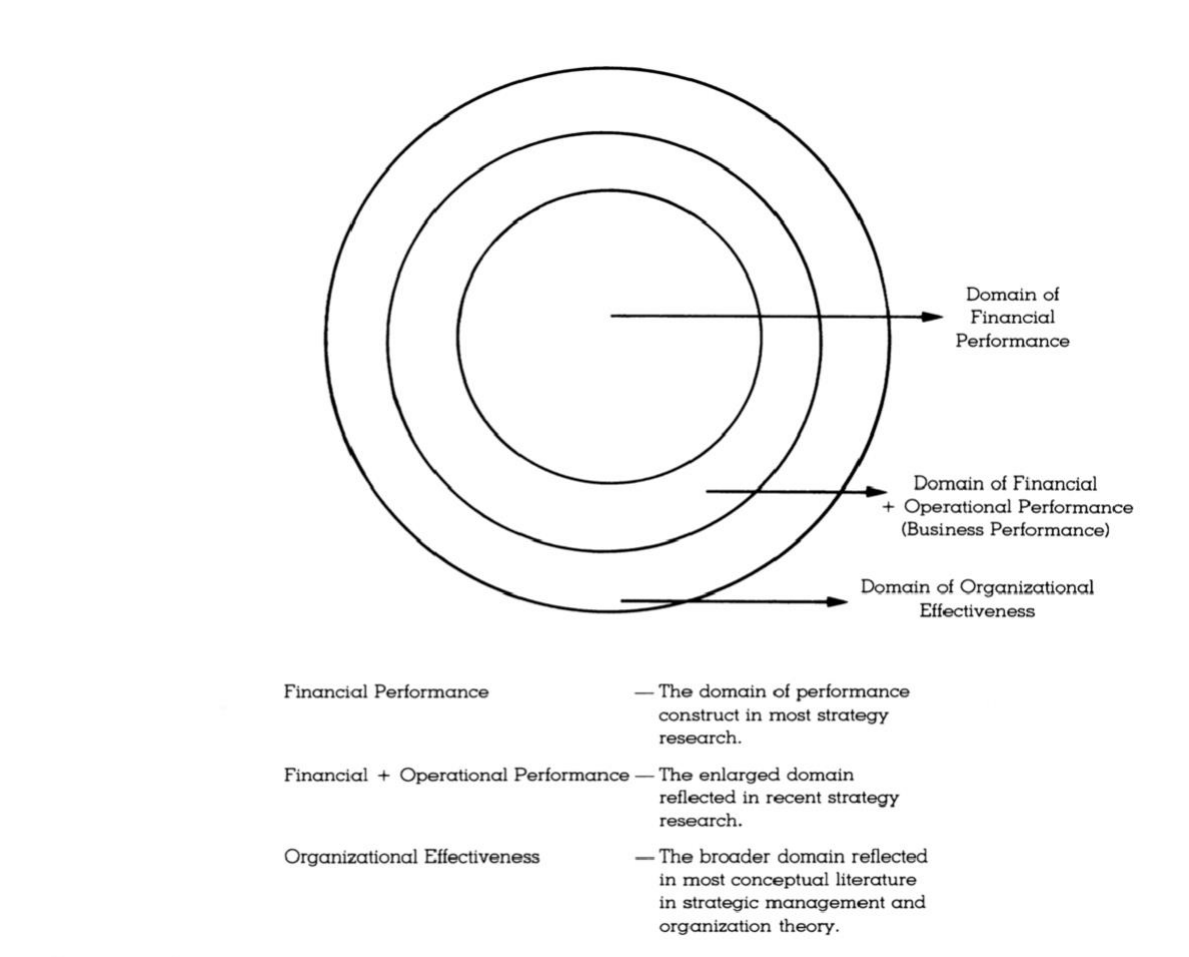 Domain of
Financial
Performance
Domain of Financial
+ Operational Performance
(Business Performance)
Domain of Organizational
Effectiveness
Financial Performance — The domain of performance
construct in most strategy
research.
Financial + Operational Performance — The enlarged domain
reflected in recent strategy
research.
Organizational Effectiveness — The broader domain reflected
in most conceptual literature
in strategic management and
organization theory.